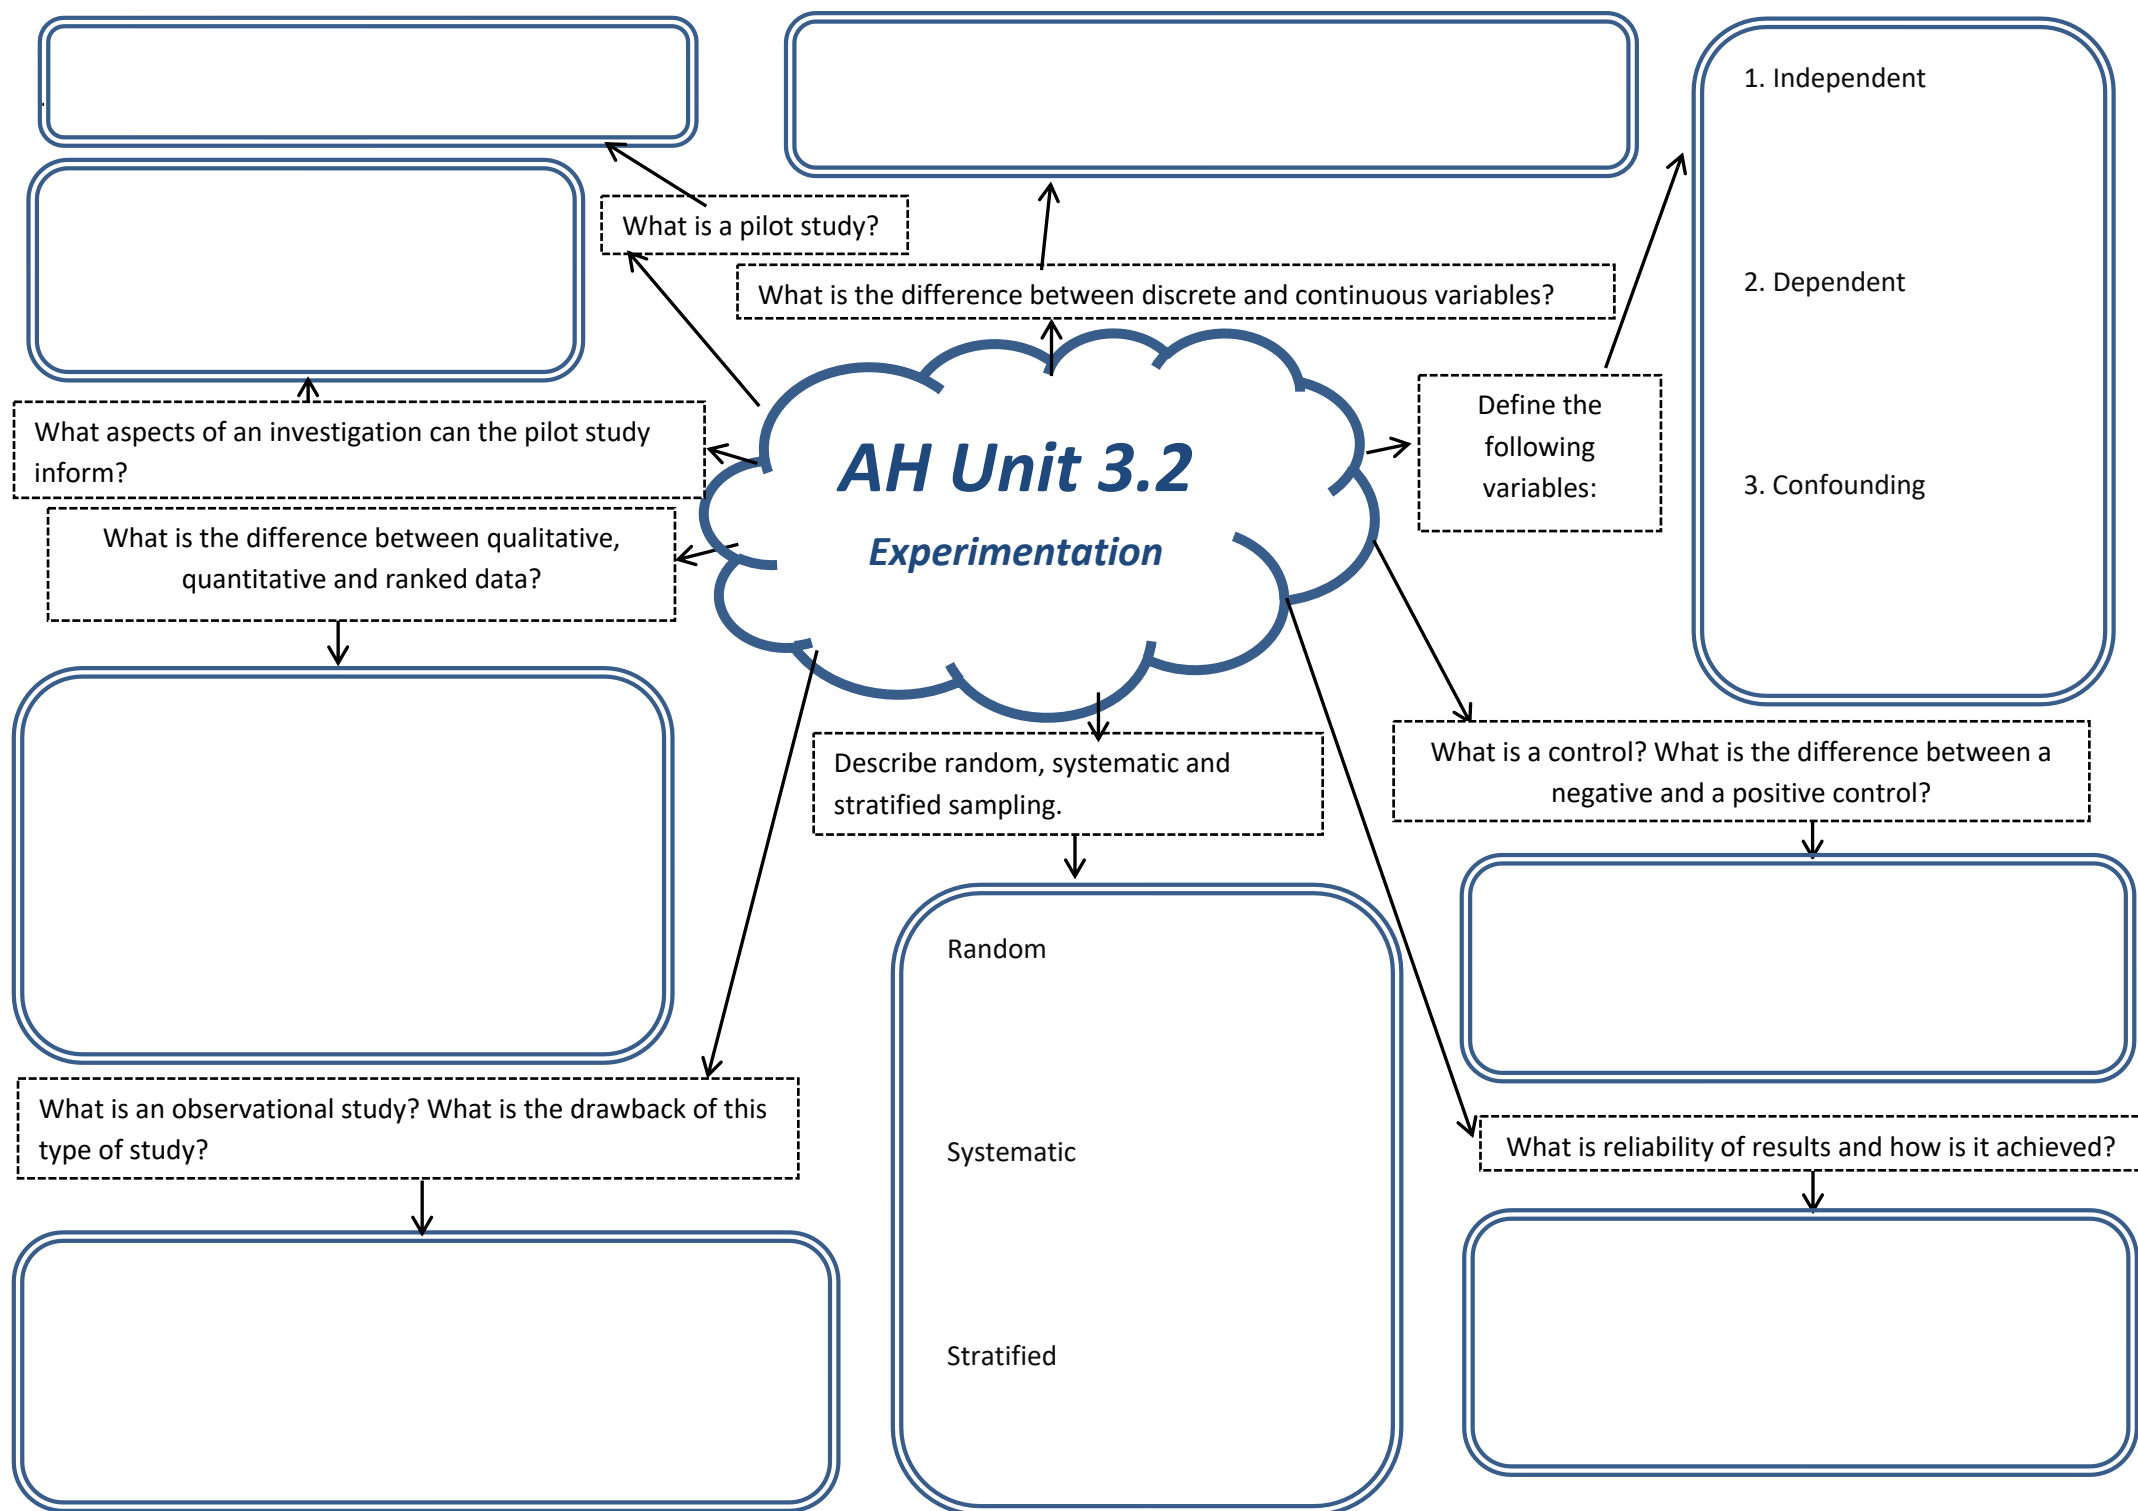 1. Independent
What is a pilot study?
What is the difference between discrete and continuous variables?
2. Dependent
What aspects of an investigation can the pilot study
inform?
AH Unit 3.2
Experimentation
Define the
following
variables:
3. Confounding
What is the difference between qualitative,
quantitative and ranked data?
Describe random, systematic and
stratified sampling.
What is a control? What is the difference between a
negative and a positive control?
Random
What is an observational study? What is the drawback of this
type of study?
Systematic
What is reliability of results and how is it achieved?
Stratified